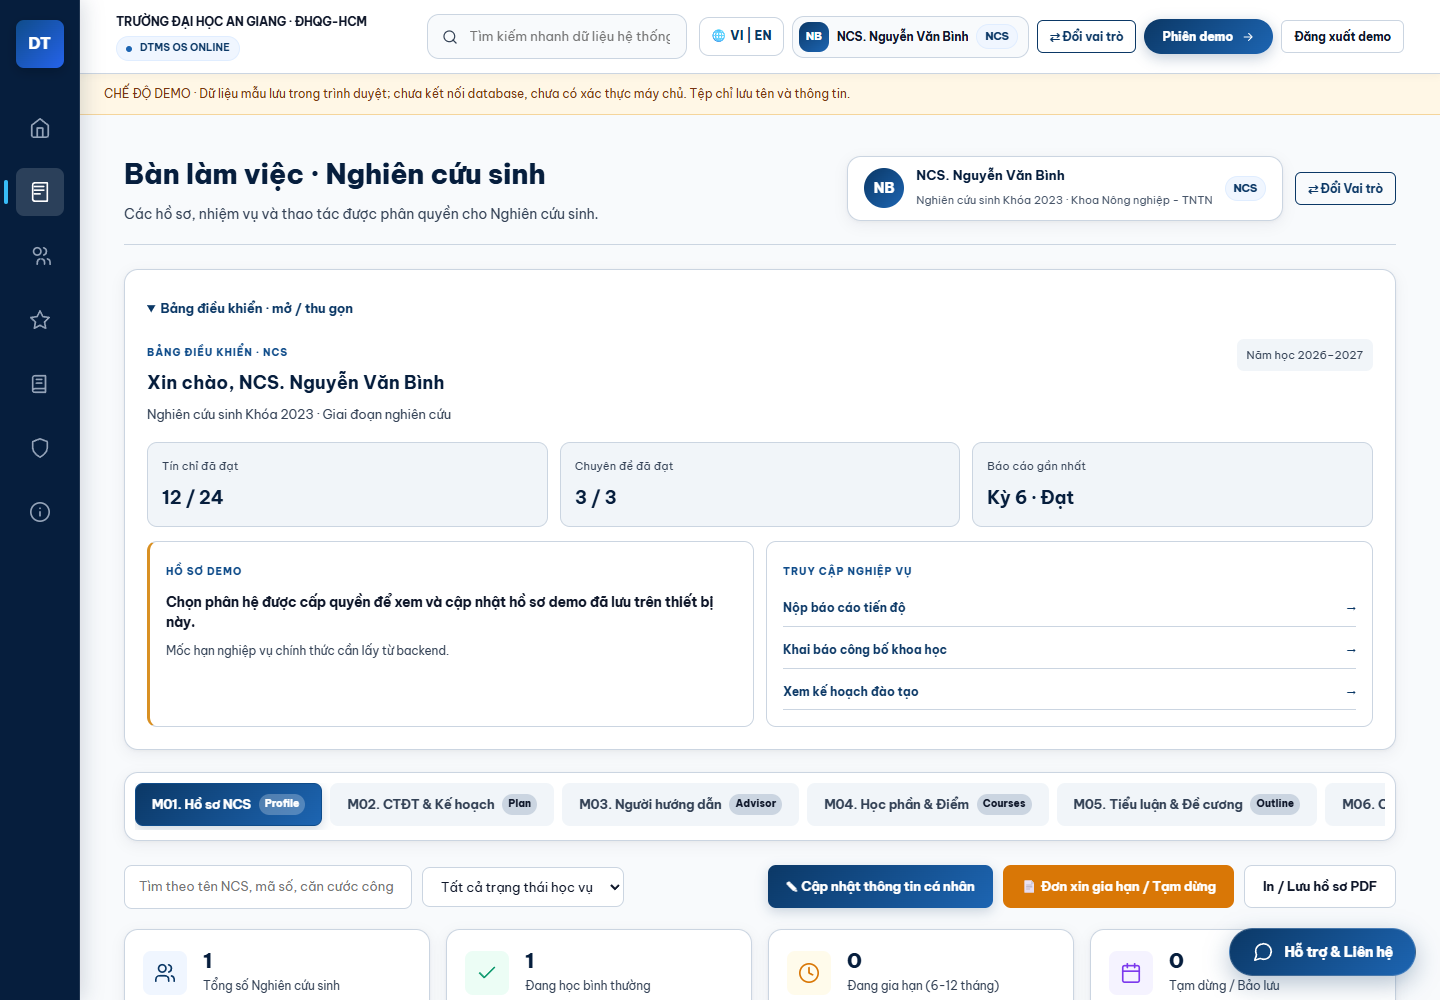 DT
TRƯỜNG ĐẠI HỌC AN GIANG · ĐHQG-HCM
DTMS OS ONLINE
Tìm kiếm nhanh dữ liệu hệ thống
VI | EN
NB
NCS. Nguyễn Văn Bình
NCS
⇄ Đổi vai trò
Phiên demo →
Đăng xuất demo
CHẾ ĐỘ DEMO · Dữ liệu mẫu lưu trong trình duyệt; chưa kết nối database, chưa có xác thực máy chủ. Tệp chỉ lưu tên và thông tin.
Bàn làm việc · Nghiên cứu sinh
Các hồ sơ, nhiệm vụ và thao tác được phân quyền cho Nghiên cứu sinh.
NB
NCS. Nguyễn Văn Bình
Nghiên cứu sinh Khóa 2023 · Khoa Nông nghiệp - TNTN
NCS
⇄ Đổi Vai trò
▼ Bảng điều khiển · mở / thu gọn
BẢNG ĐIỀU KHIỂN · NCS
Xin chào, NCS. Nguyễn Văn Bình
Nghiên cứu sinh Khóa 2023 · Giai đoạn nghiên cứu
Năm học 2026–2027
Tín chỉ đã đạt
12 / 24
Chuyên đề đã đạt
3 / 3
Báo cáo gần nhất
Kỳ 6 · Đạt
HỒ SƠ DEMO
Chọn phân hệ được cấp quyền để xem và cập nhật hồ sơ demo đã lưu trên thiết bị
này.
Mốc hạn nghiệp vụ chính thức cần lấy từ backend.
TRUY CẬP NGHIỆP VỤ
Nộp báo cáo tiến độ →
Khai báo công bố khoa học →
Xem kế hoạch đào tạo →
M01. Hồ sơ NCS Profile
M02. CTĐT & Kế hoạch Plan
M03. Người hướng dẫn Advisor
M04. Học phần & Điểm Courses
M05. Tiểu luận & Đề cương Outline
M06. C
Tìm theo tên NCS, mã số, căn cước công
Tất cả trạng thái học vụ
Cập nhật thông tin cá nhân
Đơn xin gia hạn / Tạm dừng
In / Lưu hồ sơ PDF
1
Tổng số Nghiên cứu sinh
1
Đang học bình thường
0
Đang gia hạn (6-12 tháng)
0
Tạm dừng / Bảo lưu
Hỗ trợ & Liên hệ